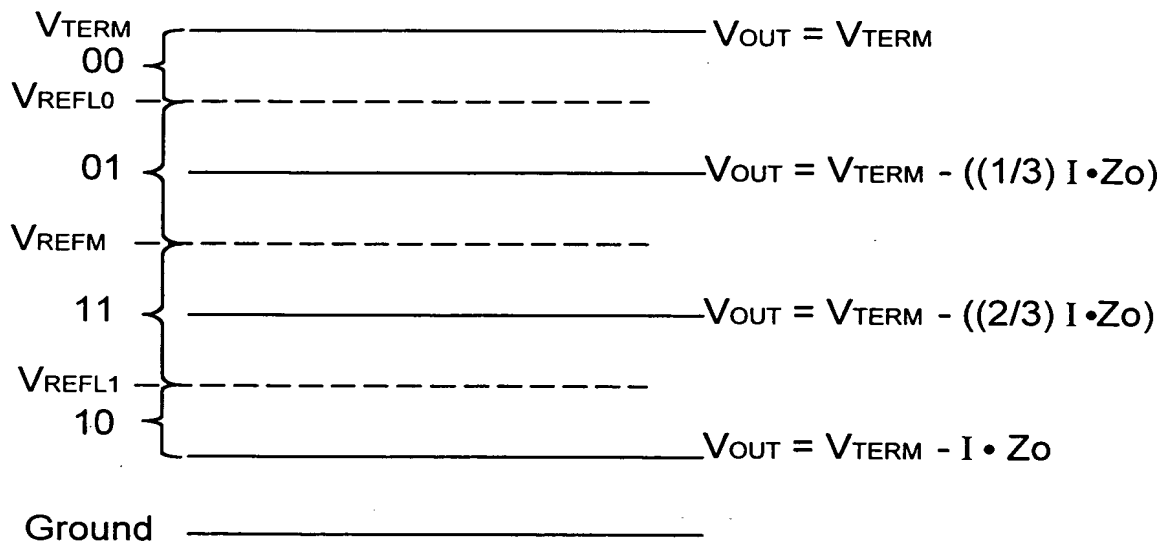 VTERM
VOUT = VTERM
00
VREFL0
01
VOUT = VTERM - ((1/3) I •Zo)
VREFM
11
VOUT = VTERM - ((2/3) I •Zo)
VREFL1
10
VOUT = VTERM - I • Zo
Ground